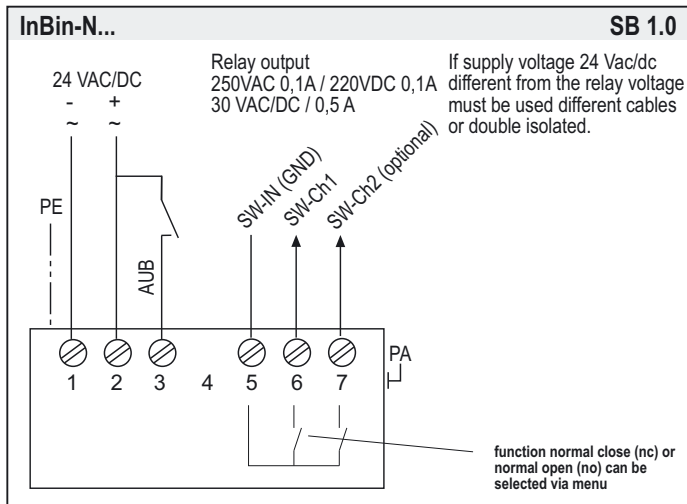 InBin-N... SB 1.0
24 VAC/DC
- +
~ ~
Relay output
250VAC 0,1A / 220VDC 0,1A
30 VAC/DC / 0,5 A
If supply voltage 24 Vac/dc
different from the relay voltage
must be used different cables
or double isolated.
PE
AUB
SW-IN (GND)
SW-Ch1
SW-Ch2 (optional)
PA
1 2 3 4 5 6 7
function normal close (nc) or
normal open (no) can be
selected via menu